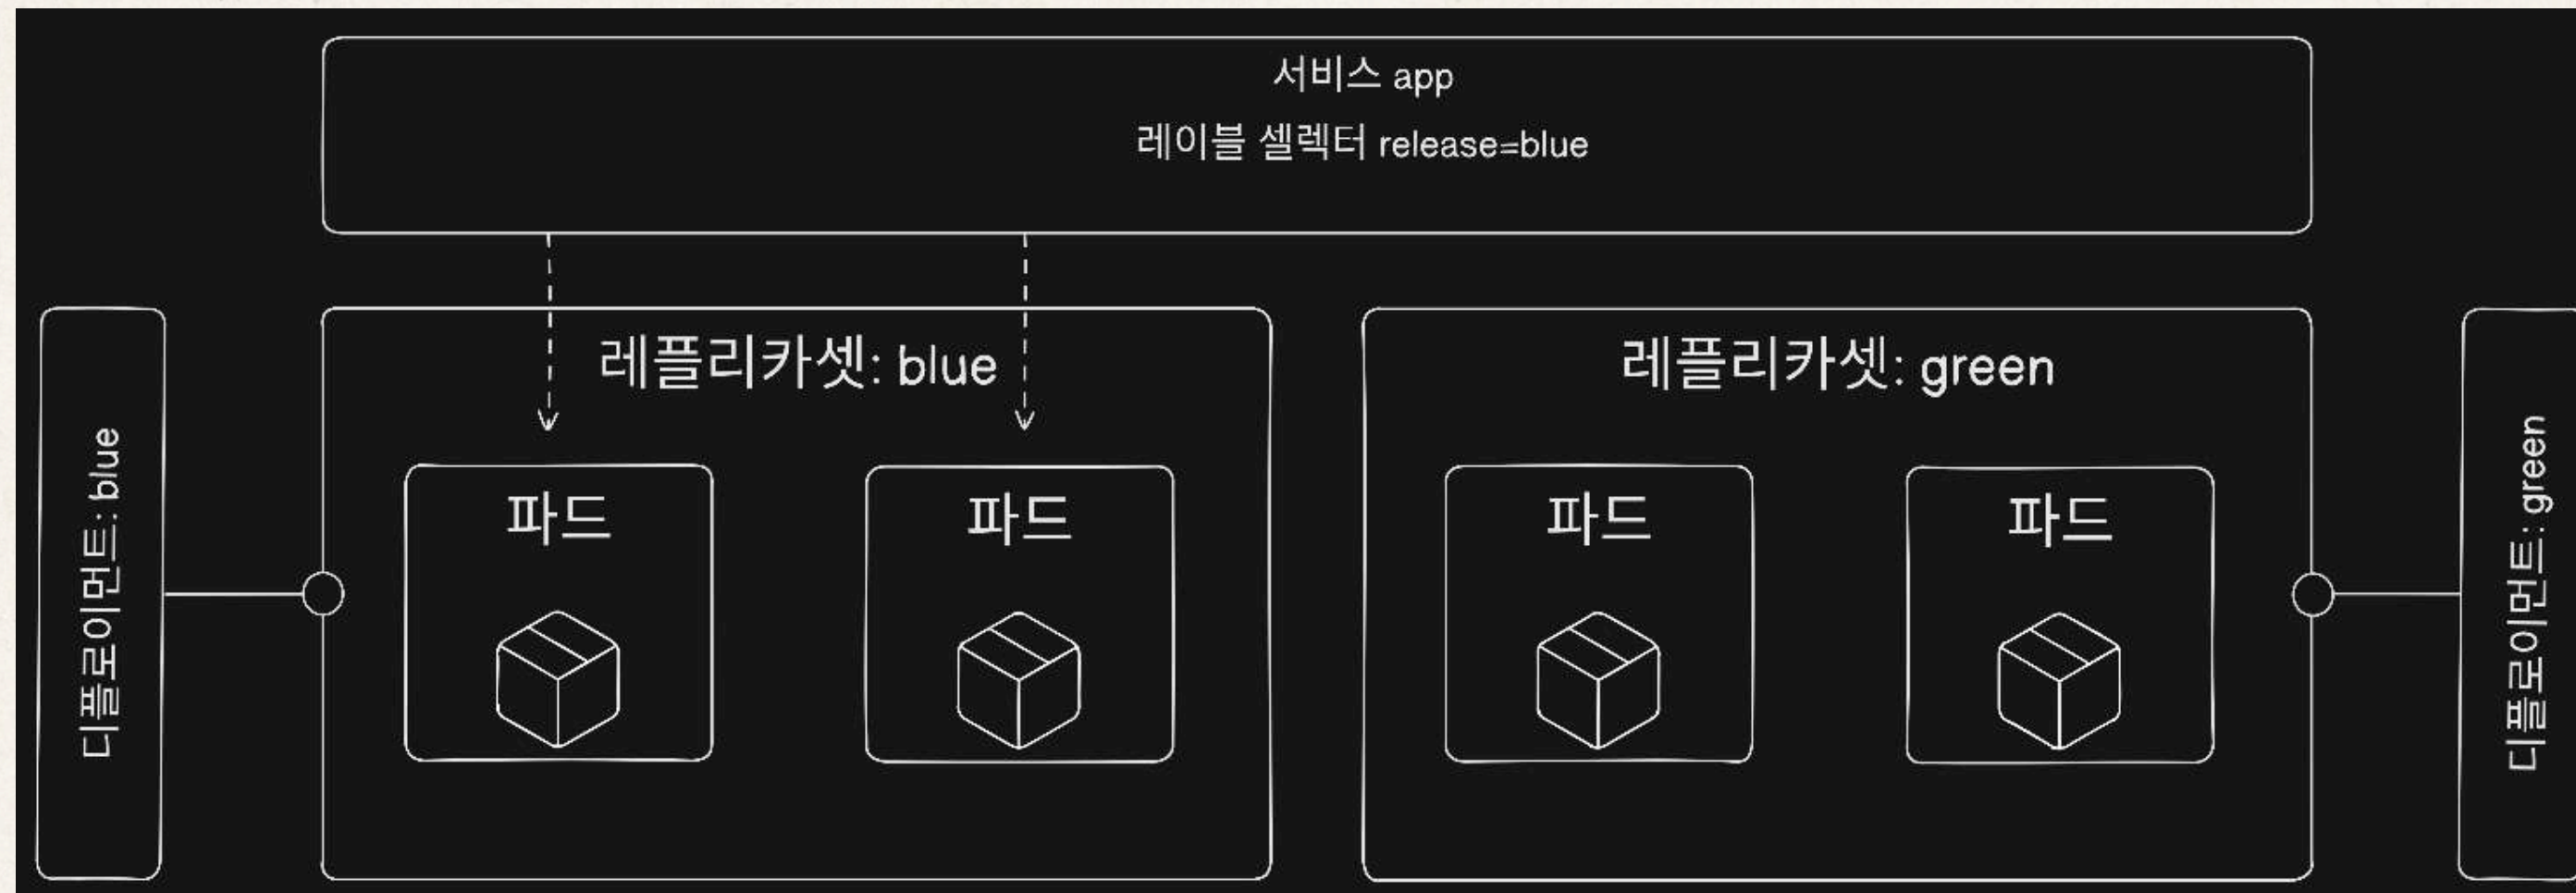 서비스 app
레이블 셀렉터 release=blue
디플로이먼트: blue
레플리카셋: blue
파드
파드
레플리카셋: green
파드
파드
디플로이먼트: green